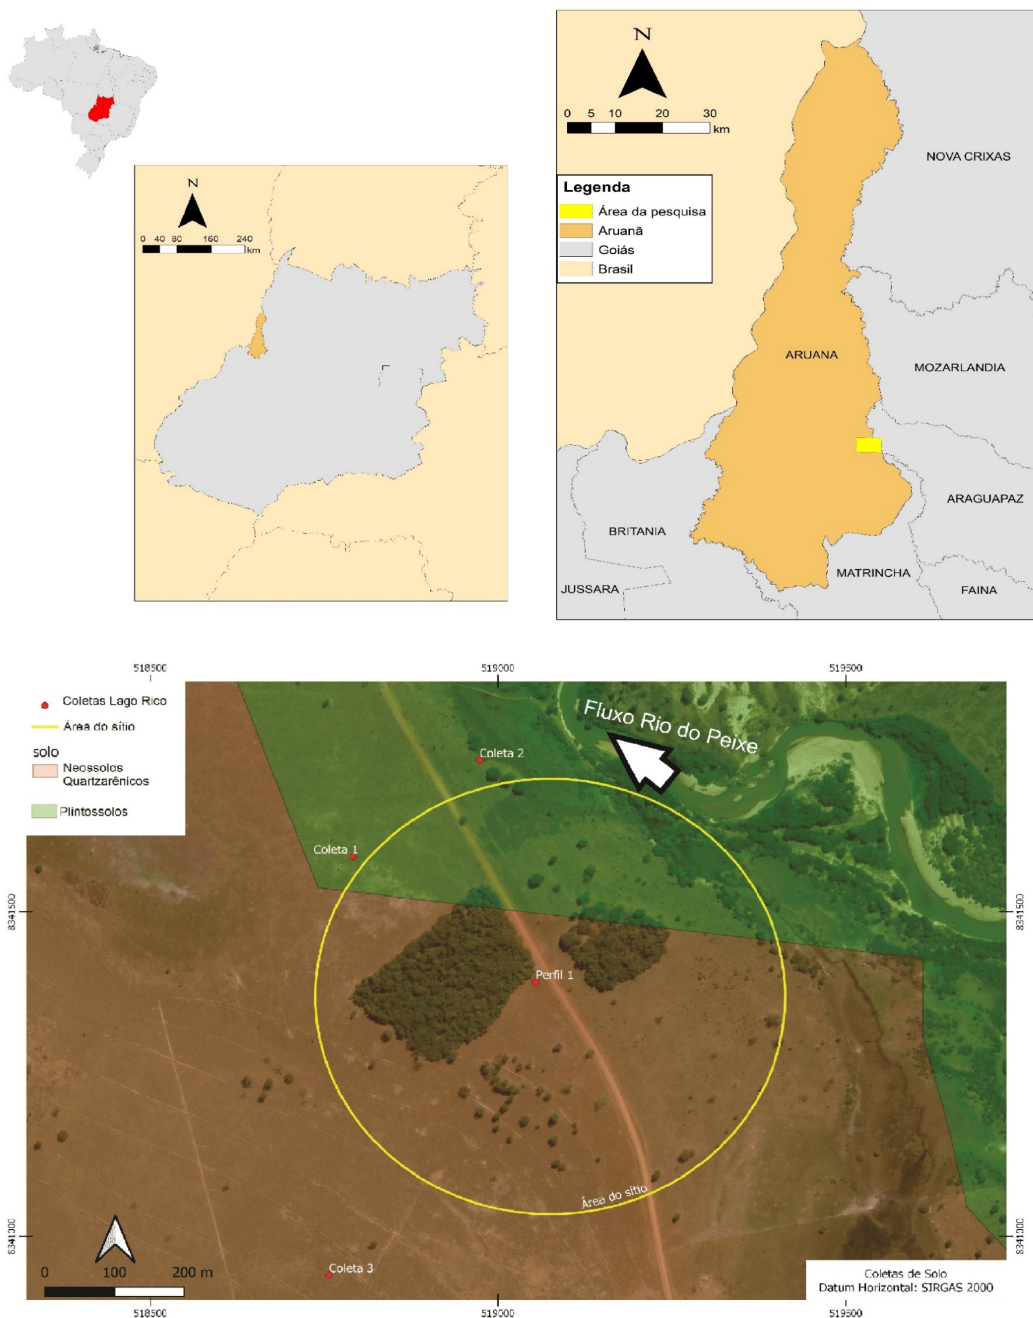 N
0 40 80 160 240
km
N
0 5 10 20 30
km
Legenda
Área da pesquisa
Aruanã
Goiás
Brasil
NOVA CRIXAS
ARUANA
MOZARLANDIA
ARAGUAPAZ
BRITANIA
MATRINCHA
JUSSARA
FAINA
518500 519000 519500
Coletas Lago Rico
Área do sítio
solo
Neossolos
Quartzarênicos
Plintossolos
Fluxo Rio do Peixe
Coleta 2
Coleta 1
8341500 8341500
Perfil 1
Área do sítio
8341000 8341000
Coleta 3
0 100 200 m
Coletas de Solo
Datum Horizontal: SIRGAS 2000
518500 519000 519500